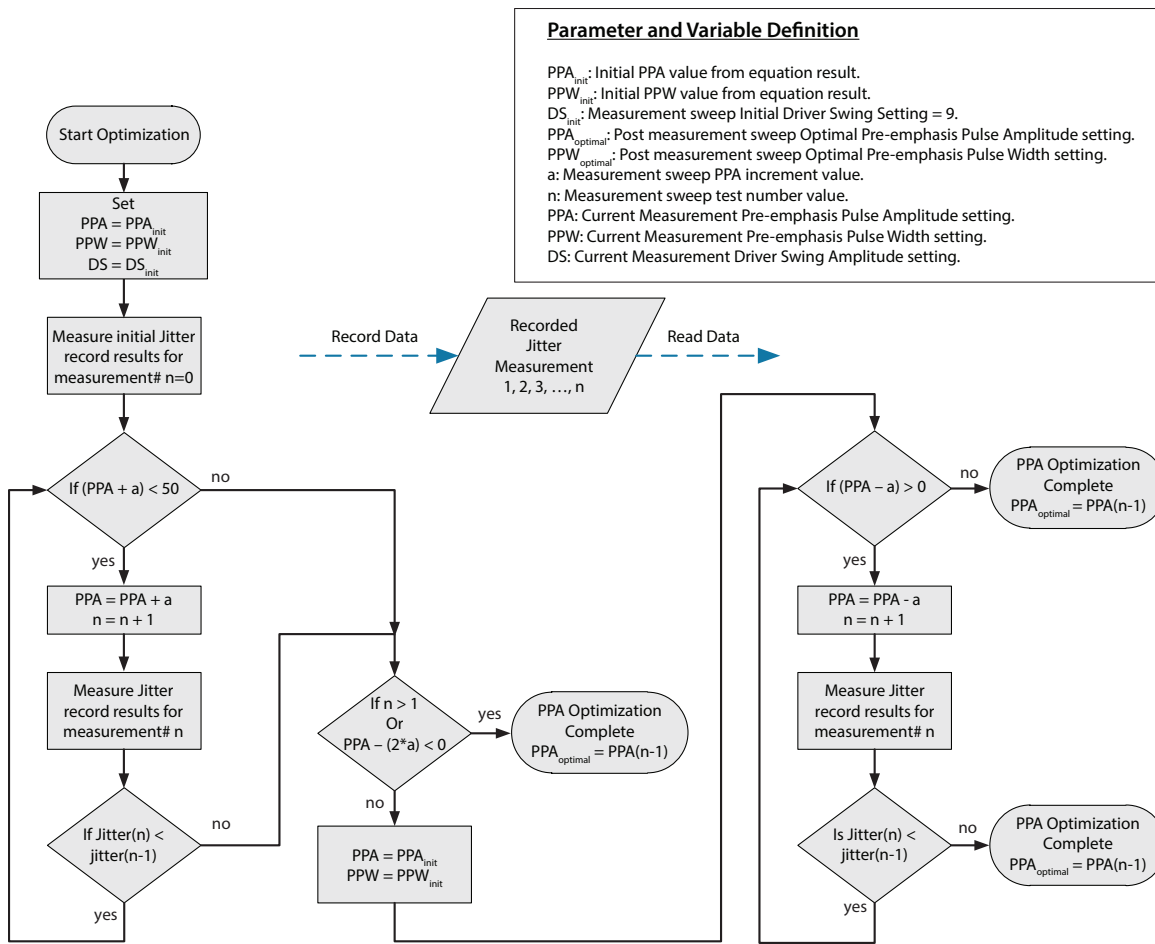 Parameter and Variable Definition
PPAinit: Initial PPA value from equation result.
PPWinit: Initial PPW value from equation result.
DSinit: Measurement sweep Initial Driver Swing Setting = 9.
PPAoptimal: Post measurement sweep Optimal Pre-emphasis Pulse Amplitude setting.
PPWoptimal: Post measurement sweep Optimal Pre-emphasis Pulse Width setting.
a: Measurement sweep PPA increment value.
n: Measurement sweep test number value.
PPA: Current Measurement Pre-emphasis Pulse Amplitude setting.
PPW: Current Measurement Pre-emphasis Pulse Width setting.
DS: Current Measurement Driver Swing Amplitude setting.
Start Optimization
Set
PPA = PPAinit
PPW = PPWinit
DS = DSinit
Measure initial Jitter
record results for
measurement# n=0
Record Data
Recorded
Jitter
Measurement
1, 2, 3, …, n
Read Data
If (PPA + a) < 50
no
yes
PPA = PPA + a
n = n + 1
Measure Jitter
record results for
measurement# n
If Jitter(n) <
jitter(n-1)
no
yes
If n > 1
Or
PPA – (2*a) < 0
yes
no
PPA Optimization
Complete
PPAoptimal = PPA(n-1)
PPA = PPAinit
PPW = PPWinit
If (PPA – a) > 0
no
yes
PPA Optimization
Complete
PPAoptimal = PPA(n-1)
PPA = PPA - a
n = n + 1
Measure Jitter
record results for
measurement# n
Is Jitter(n) <
jitter(n-1)
no
yes
PPA Optimization
Complete
PPAoptimal = PPA(n-1)